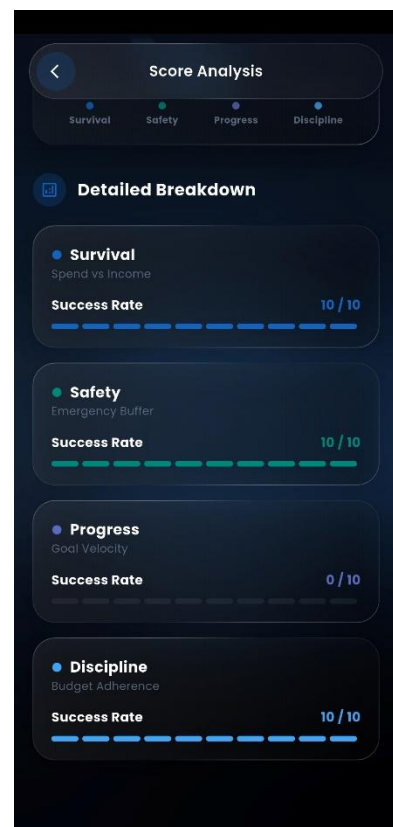 Score Analysis
Survival Safety Progress Discipline
Detailed Breakdown
Survival
Spend vs Income
Success Rate 10 / 10
Safety
Emergency Buffer
Success Rate 10 / 10
Progress
Goal Velocity
Success Rate 0 / 10
Discipline
Budget Adherence
Success Rate 10 / 10